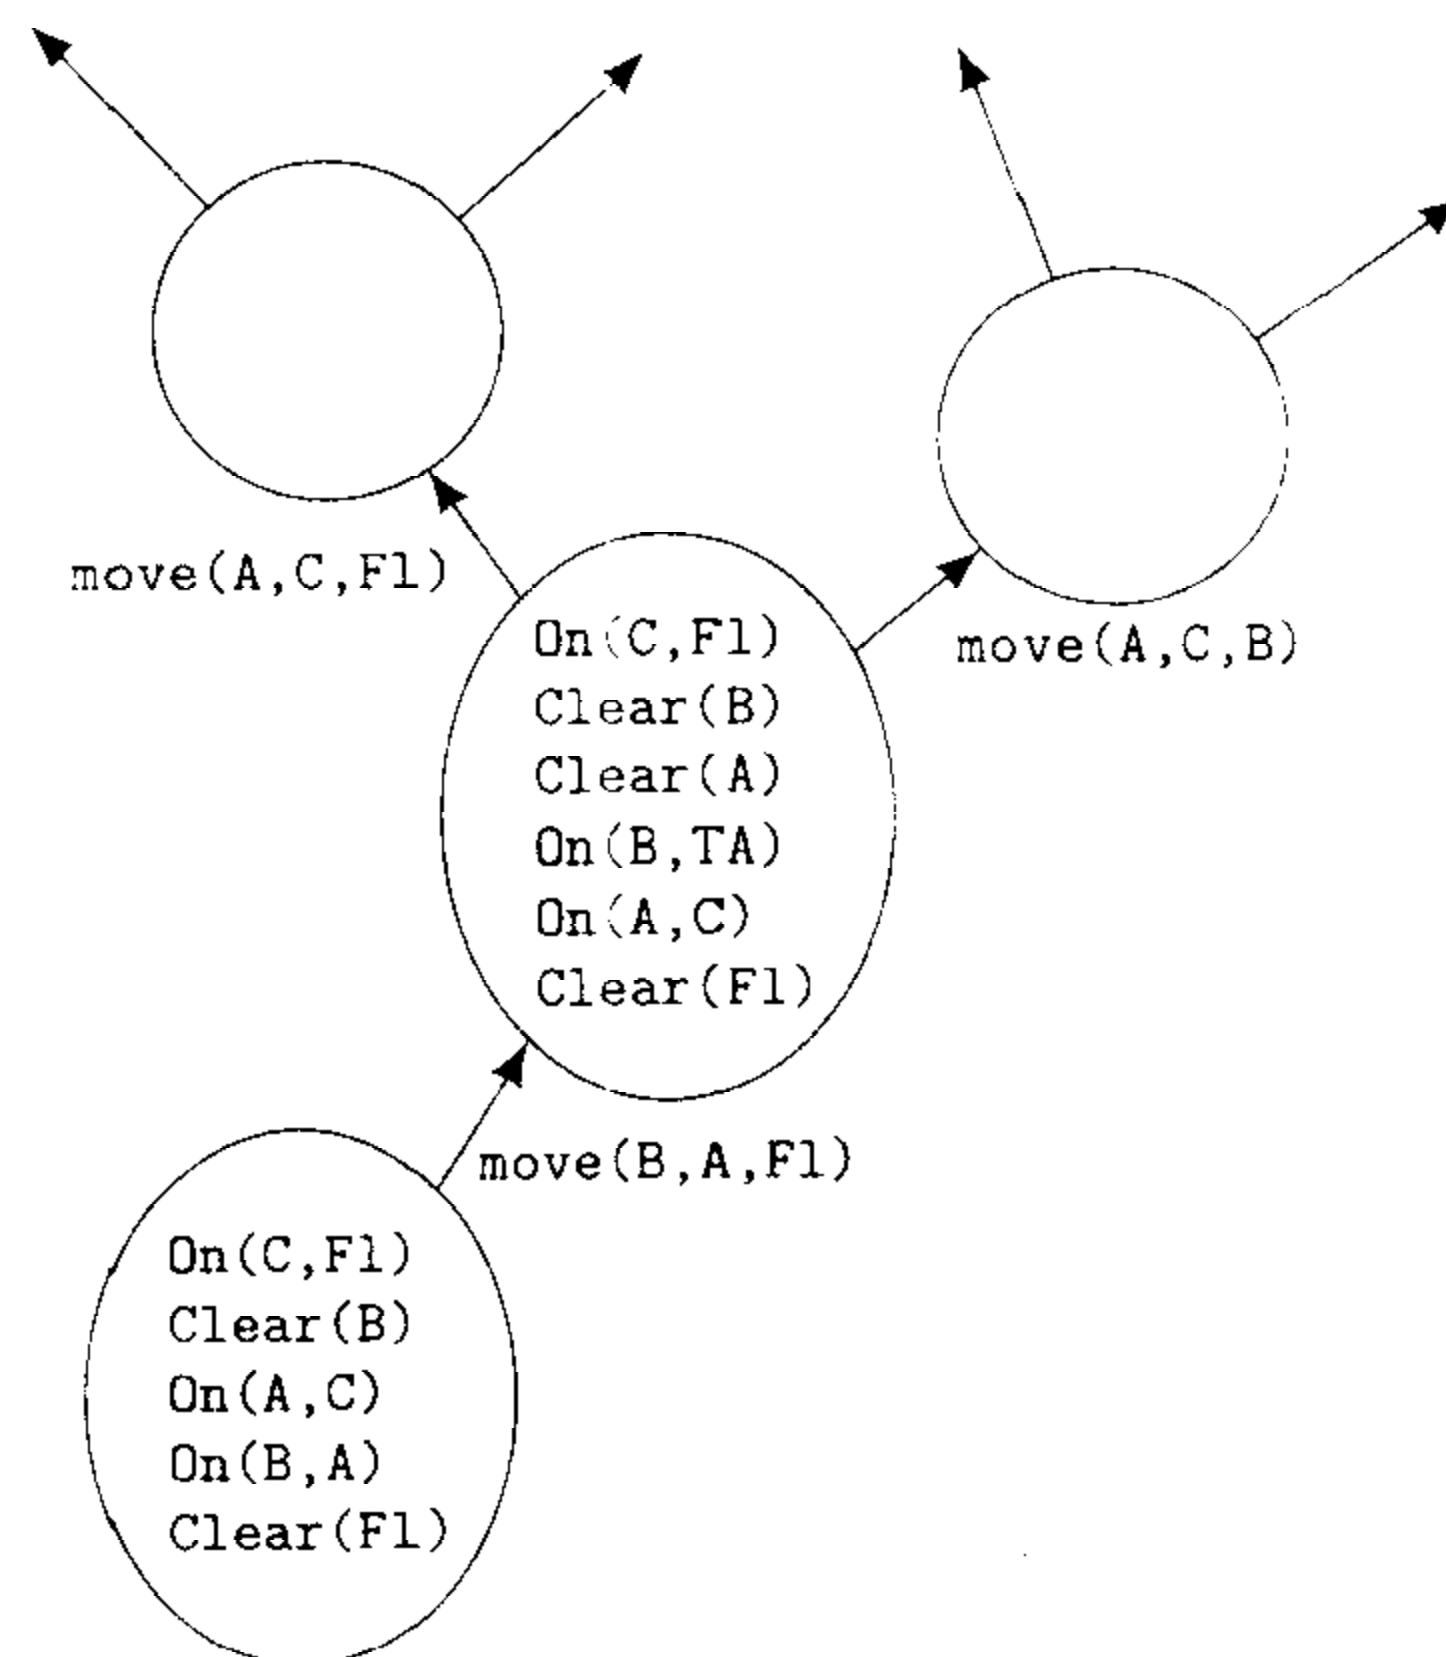 move(A,C,Fl)
move(A,C,B)
On(C,Fl)
Clear(B)
Clear(A)
On(B,TA)
On(A,C)
Clear(Fl)
move(B,A,Fl)
On(C,Fl)
Clear(B)
On(A,C)
On(B,A)
Clear(Fl)